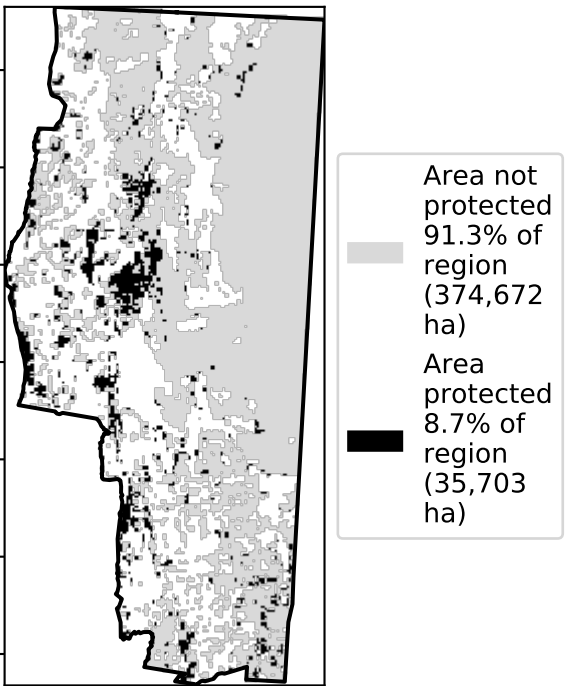 Area not
protected
91.3% of
region
(374,672
ha)
Area
protected
8.7% of
region
(35,703
ha)